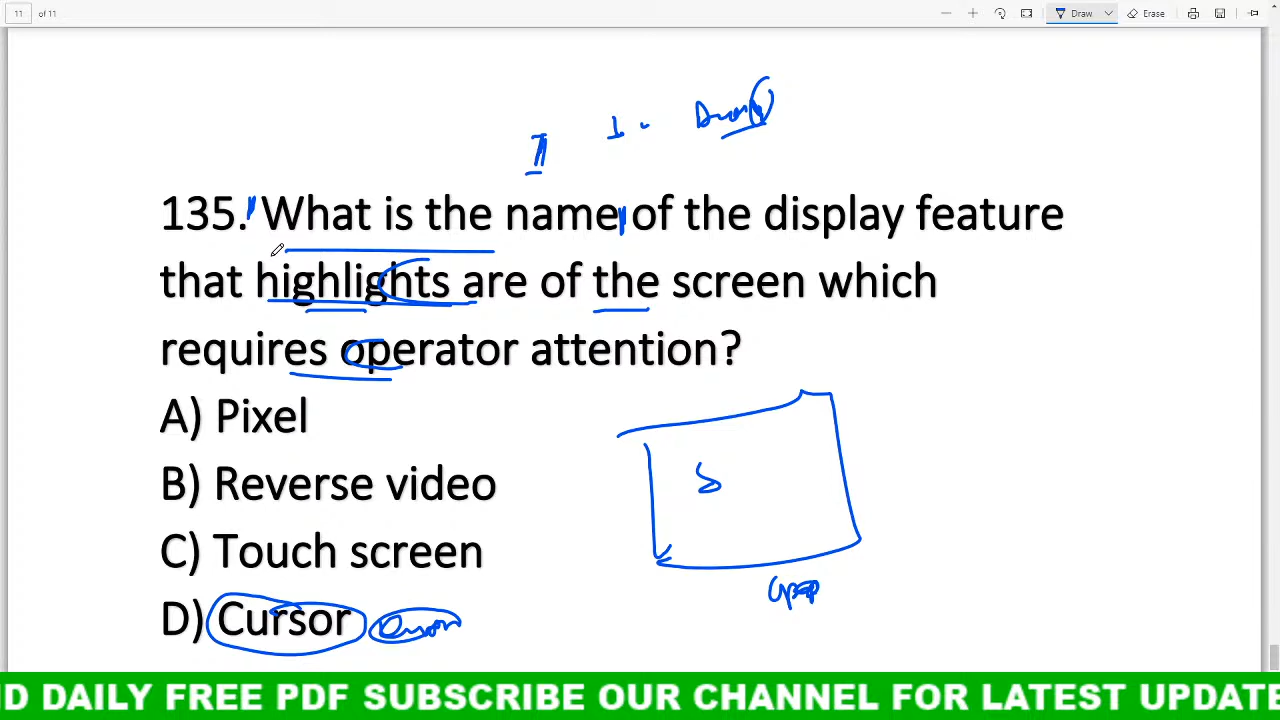 11 of 11
Draw
Erase
135. What is the name of the display feature
that highlights are of the screen which
requires operator attention?
A) Pixel
B) Reverse video
C) Touch screen
D) Cursor
ND DAILY FREE PDF SUBSCRIBE OUR CHANNEL FOR LATEST UPDATE